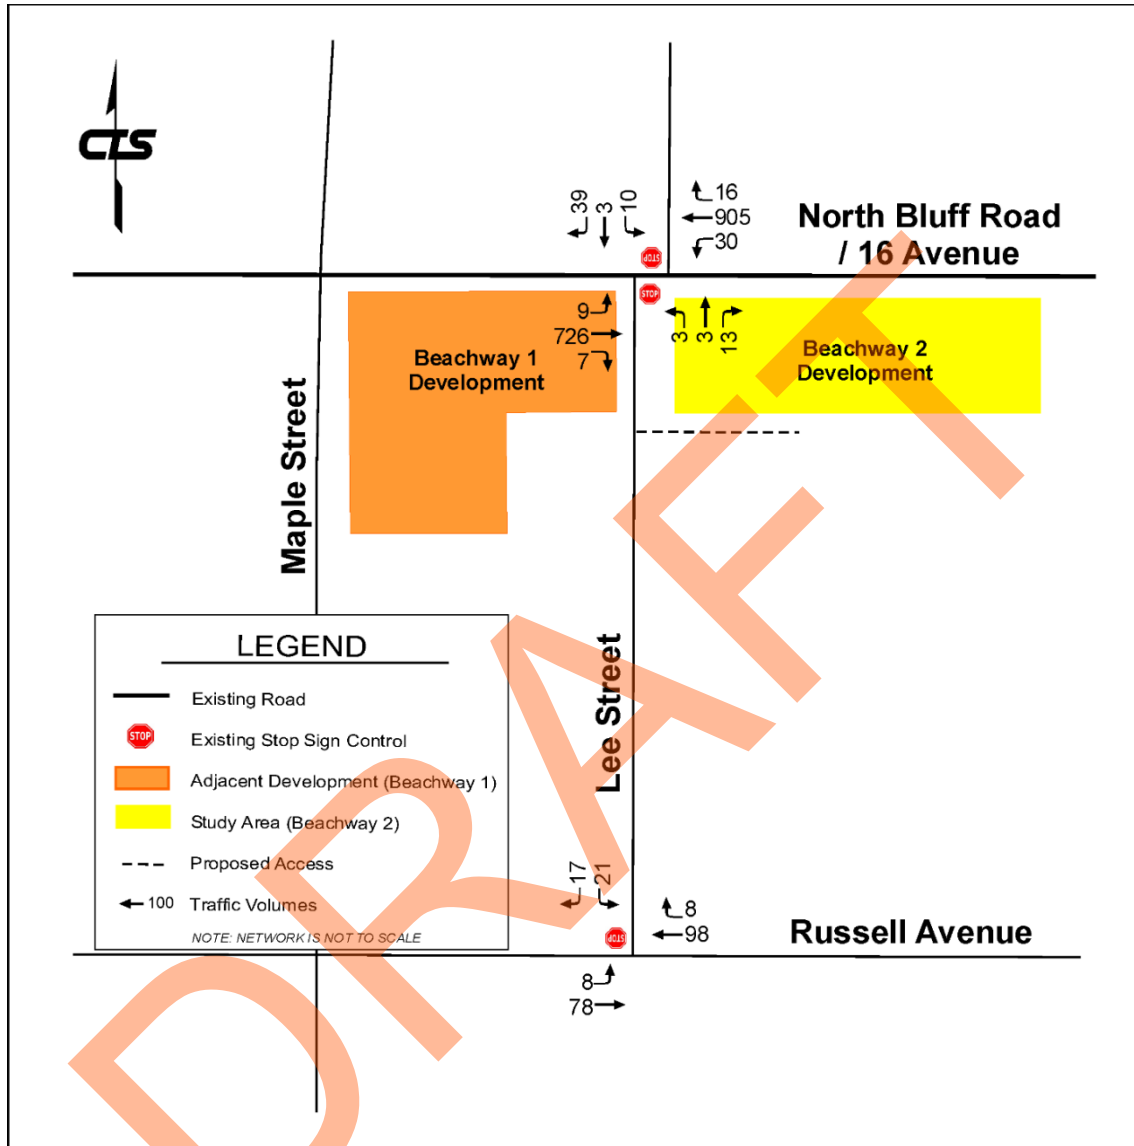 CTS
39
3
10
16
905
30
North Bluff Road
/ 16 Avenue
STOP
STOP
9
726
7
3
3
13
Beachway 1
Development
Beachway 2
Development
Maple Street
Lee Street
LEGEND
Existing Road
STOP
Existing Stop Sign Control
Adjacent Development (Beachway 1)
Study Area (Beachway 2)
Proposed Access
100
Traffic Volumes
NOTE: NETWORK IS NOT TO SCALE
17
21
8
98
STOP
Russell Avenue
8
78
DRAFT